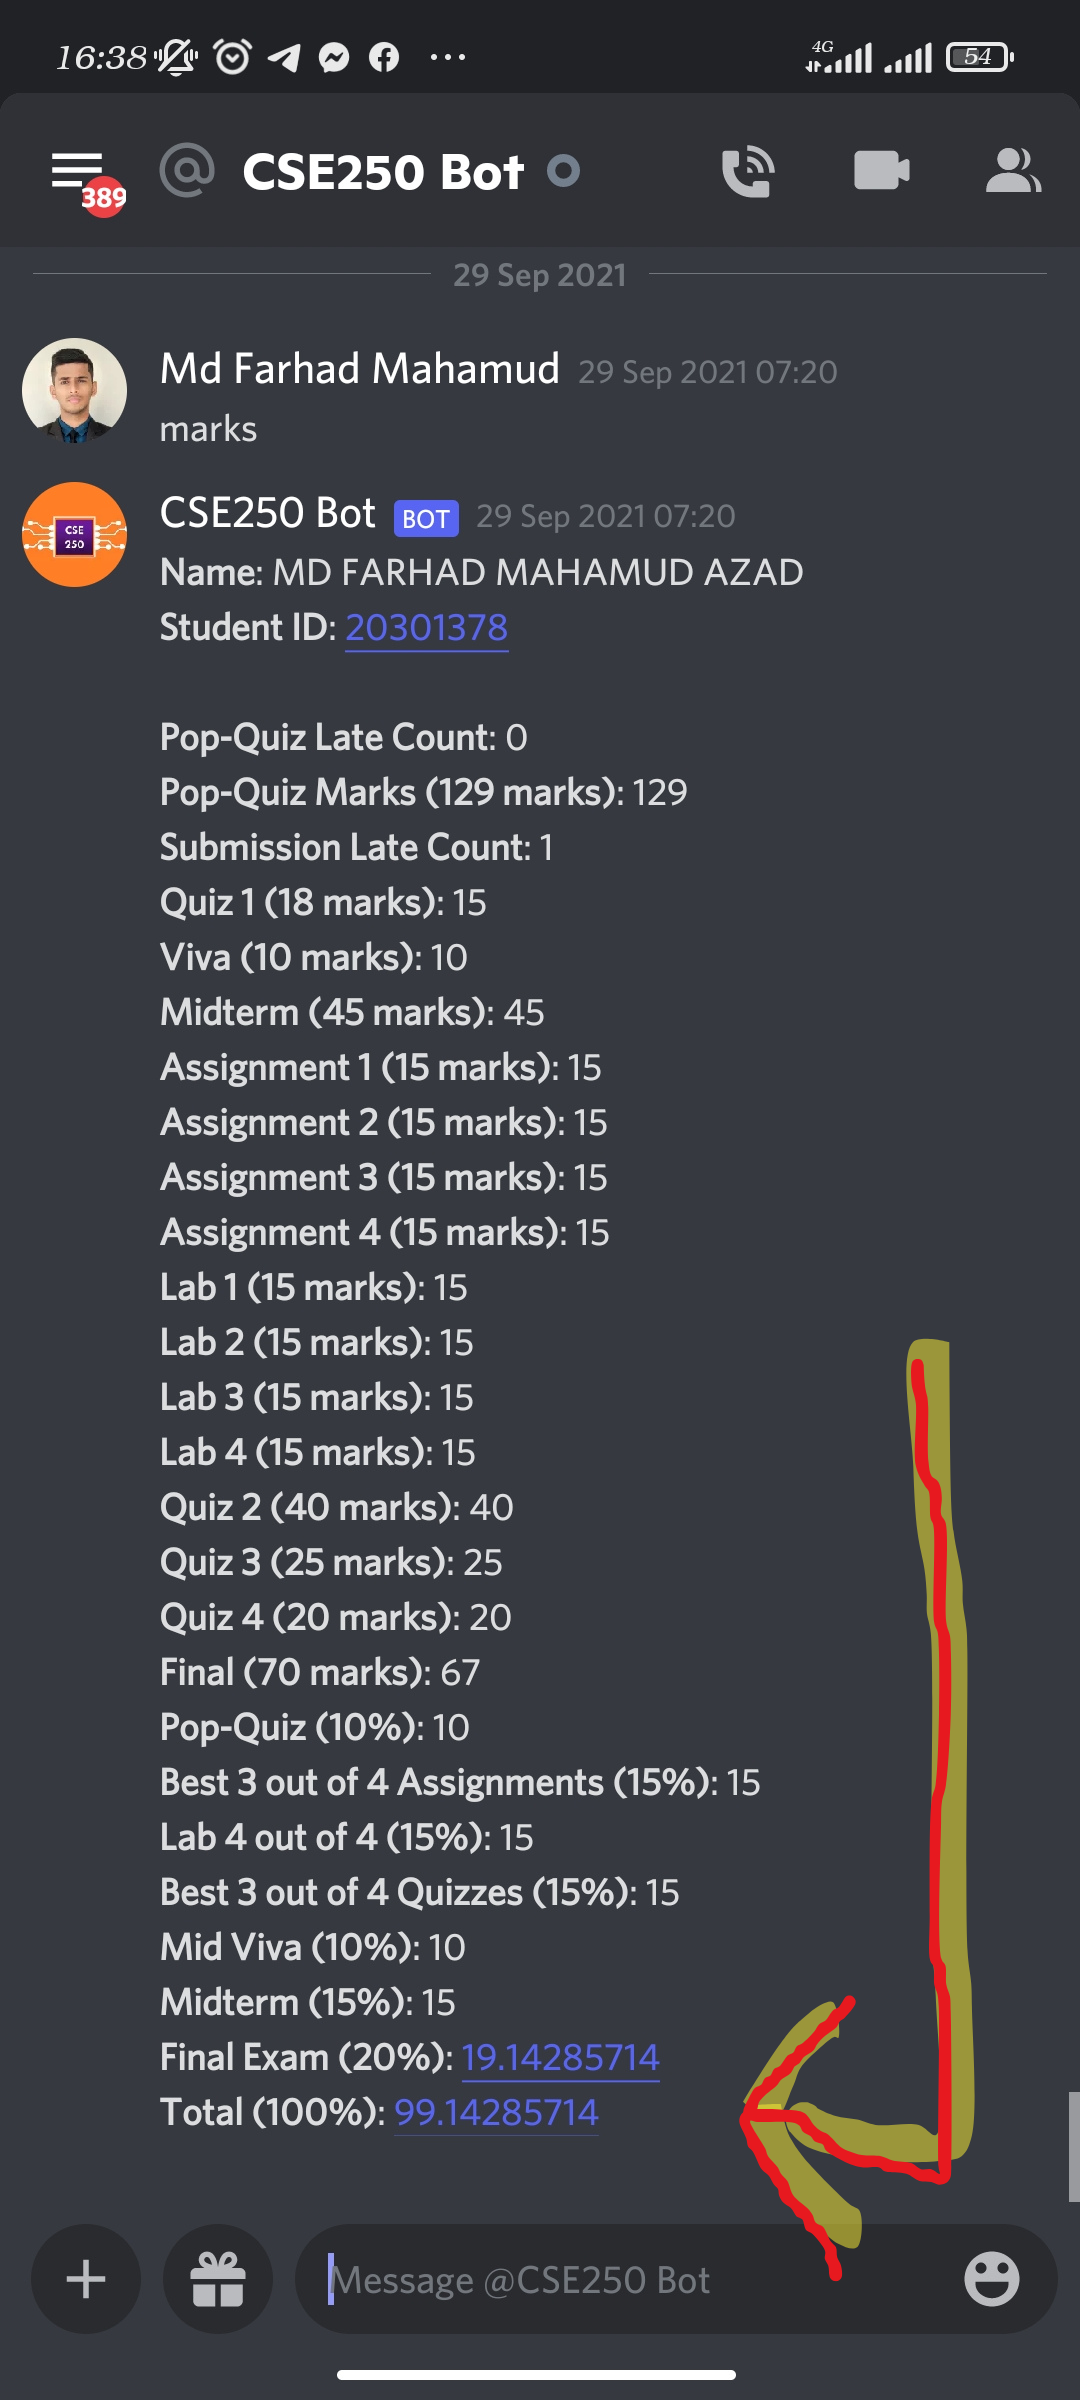 16:38
4G
54
389
CSE250 Bot
29 Sep 2021
Md Farhad Mahamud 29 Sep 2021 07:20
marks
CSE 250
CSE250 Bot BOT 29 Sep 2021 07:20
Name: MD FARHAD MAHAMUD AZAD
Student ID: 20301378
Pop-Quiz Late Count: 0
Pop-Quiz Marks (129 marks): 129
Submission Late Count: 1
Quiz 1 (18 marks): 15
Viva (10 marks): 10
Midterm (45 marks): 45
Assignment 1 (15 marks): 15
Assignment 2 (15 marks): 15
Assignment 3 (15 marks): 15
Assignment 4 (15 marks): 15
Lab 1 (15 marks): 15
Lab 2 (15 marks): 15
Lab 3 (15 marks): 15
Lab 4 (15 marks): 15
Quiz 2 (40 marks): 40
Quiz 3 (25 marks): 25
Quiz 4 (20 marks): 20
Final (70 marks): 67
Pop-Quiz (10%): 10
Best 3 out of 4 Assignments (15%): 15
Lab 4 out of 4 (15%): 15
Best 3 out of 4 Quizzes (15%): 15
Mid Viva (10%): 10
Midterm (15%): 15
Final Exam (20%): 19.14285714
Total (100%): 99.14285714
Message @CSE250 Bot